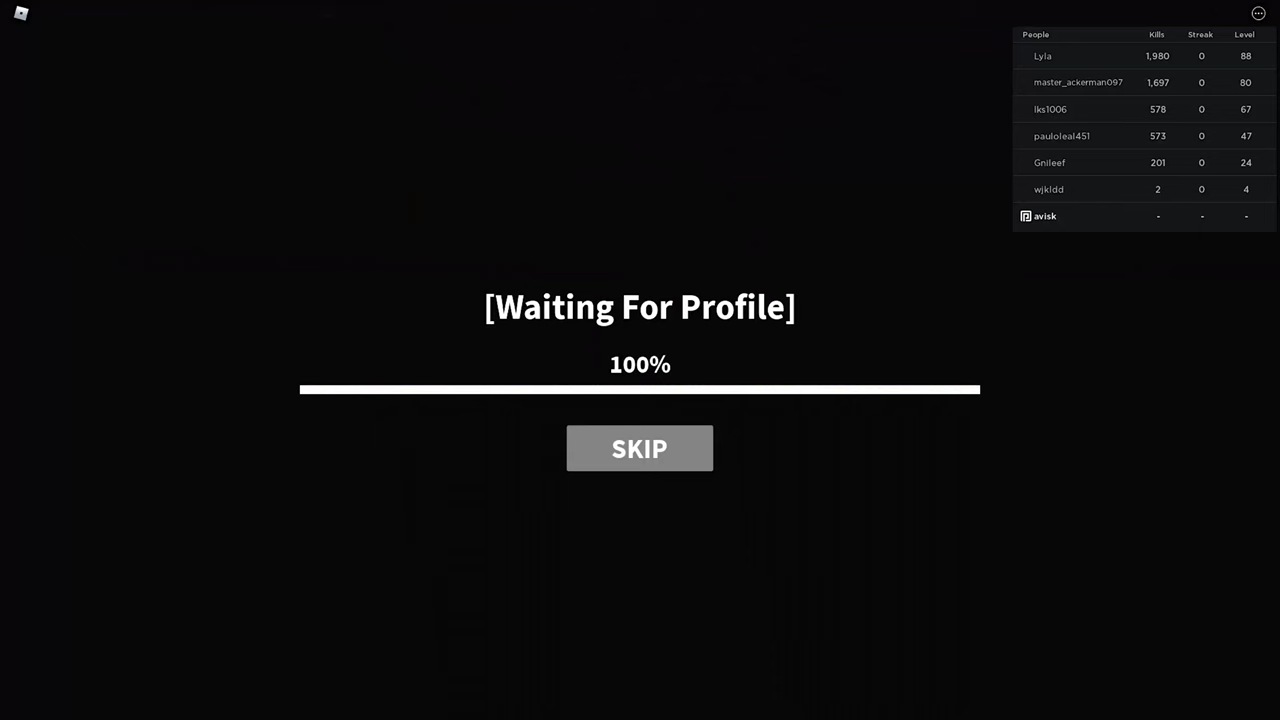 People Kills Streak Level
Lyla 1,980 0 88
master_ackerman097 1,697 0 80
lks1006 578 0 67
pauloleal451 573 0 47
Gnileef 201 0 24
wjkldd 2 0 4
avisk - - -
[Waiting For Profile]
100%
SKIP